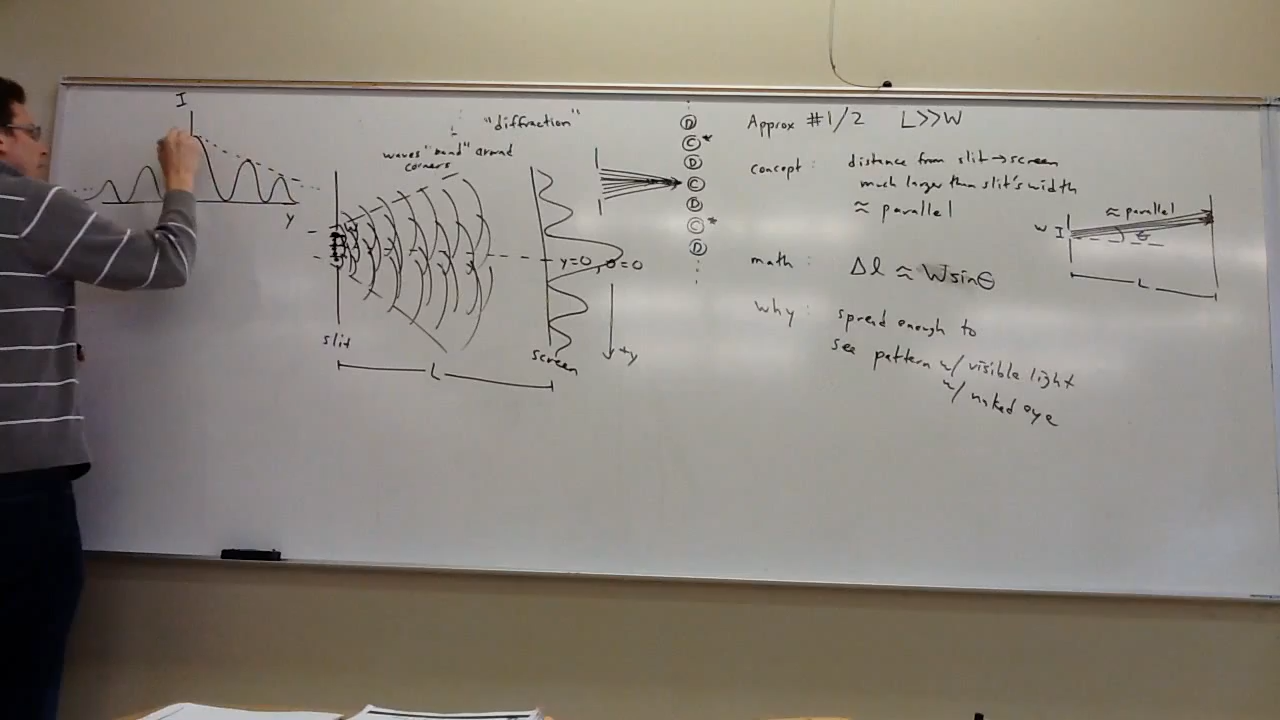 I
y
"diffraction"
waves "bend" around
corners
slit
L
screen
y=0, θ=0
+y
D
C*
D
C
D
C*
D
Approx #1/2 L>>W
concept: distance from slit→screen
much larger than slit's width
≈ parallel
math: Δl ≈ Wsinθ
why: spread enough to
see pattern w/ visible light
w/ naked eye
≈ parallel
W
θ
L